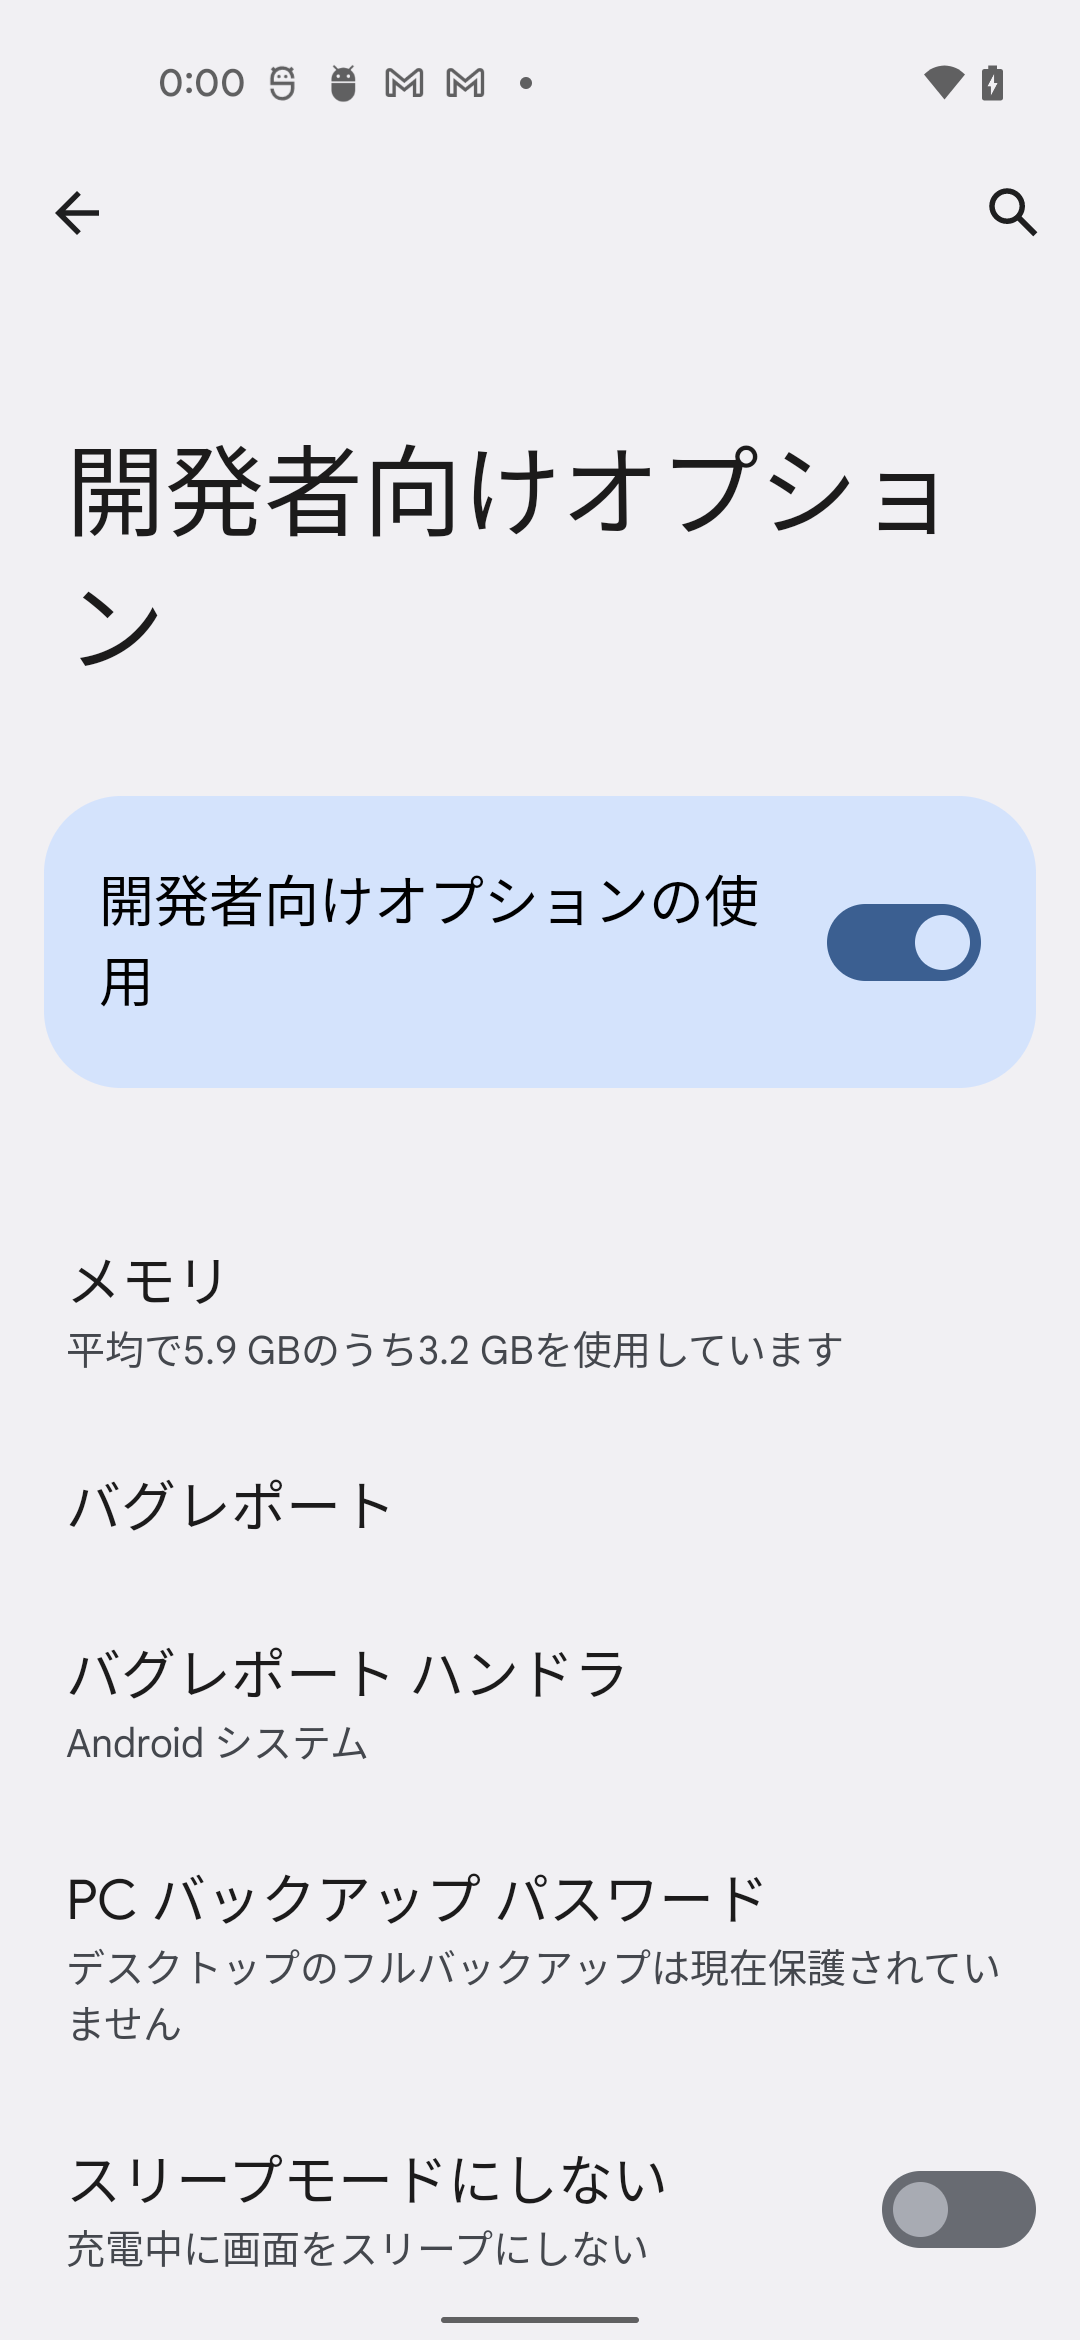 0:00
開発者向けオプショ
ン
開発者向けオプションの使
用
メモリ
平均で5.9 GBのうち3.2 GBを使用しています
バグレポート
バグレポート ハンドラ
Android システム
PC バックアップ パスワード
デスクトップのフルバックアップは現在保護されてい
ません
スリープモードにしない
充電中に画面をスリープにしない